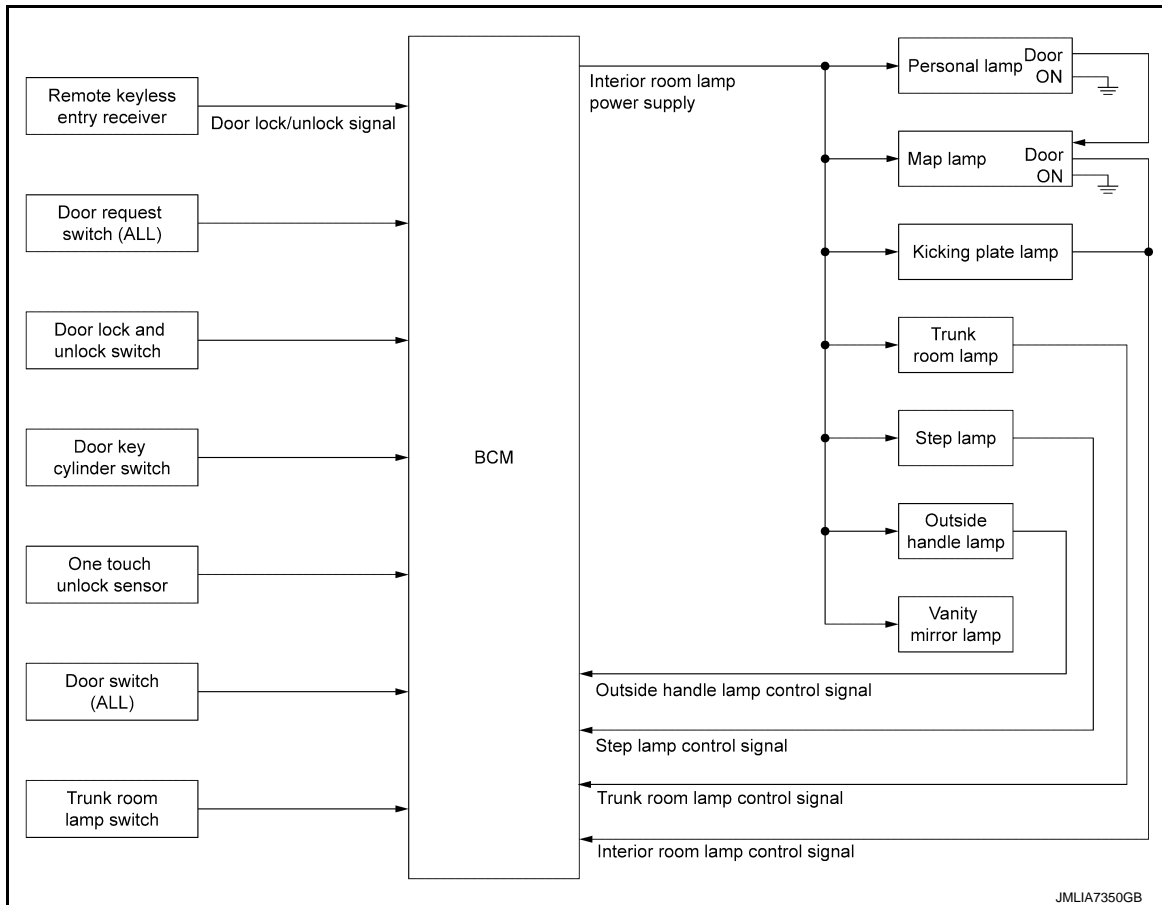 Remote keyless
entry receiver
Door lock/unlock signal
Door request
switch (ALL)
Door lock and
unlock switch
Door key
cylinder switch
One touch
unlock sensor
Door switch
(ALL)
Trunk room
lamp switch
BCM
Interior room lamp
power supply
Personal lamp
Door
ON
Map lamp
Door
ON
Kicking plate lamp
Trunk
room lamp
Step lamp
Outside
handle lamp
Vanity
mirror lamp
Outside handle lamp control signal
Step lamp control signal
Trunk room lamp control signal
Interior room lamp control signal
JMLIA7350GB